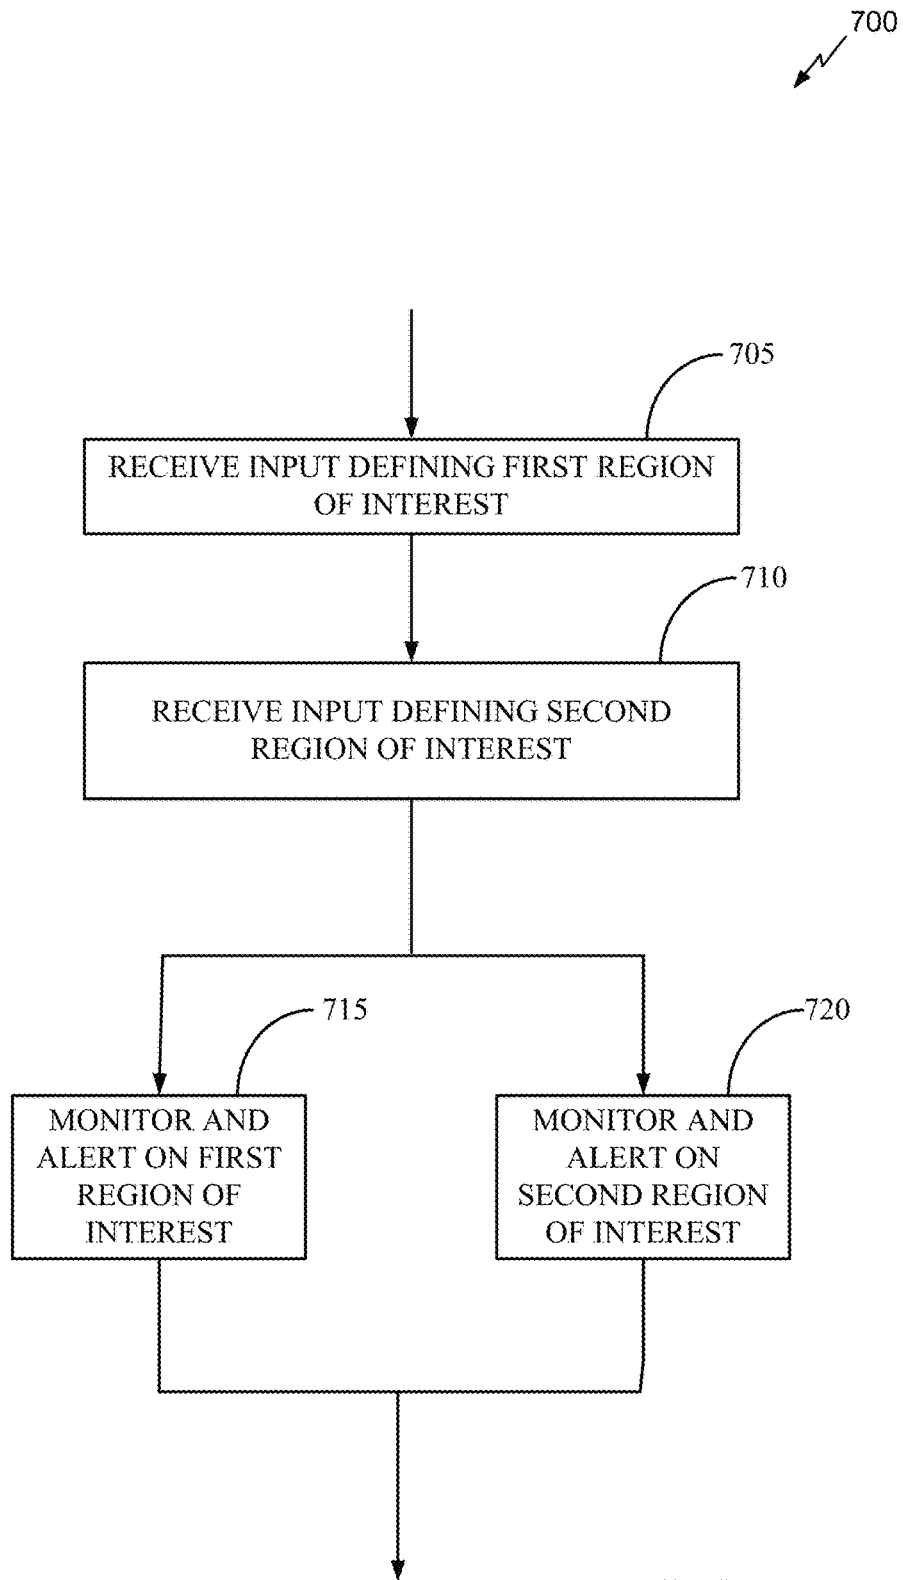 700
705
RECEIVE INPUT DEFINING FIRST REGION
OF INTEREST
710
RECEIVE INPUT DEFINING SECOND
REGION OF INTEREST
715
MONITOR AND
ALERT ON FIRST
REGION OF
INTEREST
720
MONITOR AND
ALERT ON
SECOND REGION
OF INTEREST